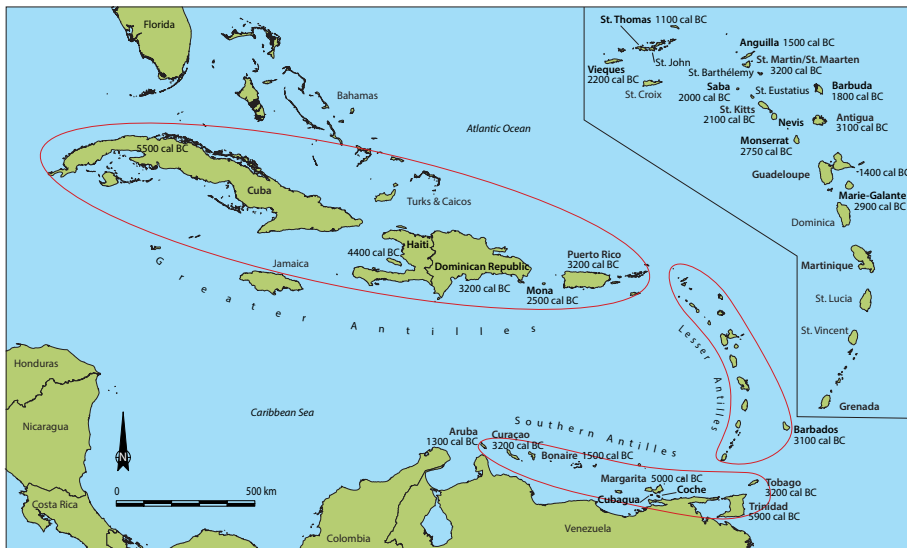 Florida
Bahamas
Atlantic Ocean
5500 cal BC
Cuba
Turks & Caicos
Haiti
4400 cal BC
Jamaica
Dominican Republic
3200 cal BC
Mona
2500 cal BC
Puerto Rico
3200 cal BC
Greater Antilles
Honduras
Nicaragua
Costa Rica
Caribbean Sea
N
0 500 km
Colombia
Venezuela
Southern Antilles
Aruba
1300 cal BC
Curaçao
3200 cal BC
Bonaire 1500 cal BC
Margarita 5000 cal BC
Coche
Cubagua
Tobago
3200 cal BC
Trinidad
5900 cal BC
Lesser Antilles
Barbados
3100 cal BC
St. Thomas 1100 cal BC
St. John
Vieques
2200 cal BC
St. Croix
Anguilla 1500 cal BC
St. Martin/St. Maarten
3200 cal BC
St. Barthélemy
Saba
2000 cal BC
St. Eustatius
Barbuda
1800 cal BC
St. Kitts
2100 cal BC
Nevis
Antigua
3100 cal BC
Monserrat
2750 cal BC
1400 cal BC
Guadeloupe
Marie-Galante
2900 cal BC
Dominica
Martinique
St. Lucia
St. Vincent
Grenada